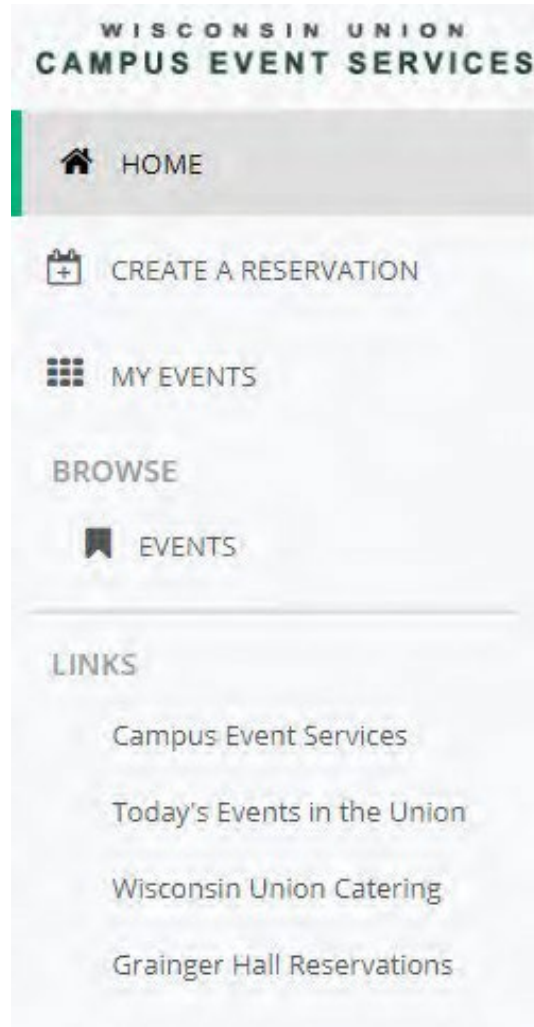 WISCONSIN UNION
CAMPUS EVENT SERVICES
HOME
CREATE A RESERVATION
MY EVENTS
BROWSE
EVENTS
LINKS
Campus Event Services
Today's Events in the Union
Wisconsin Union Catering
Grainger Hall Reservations